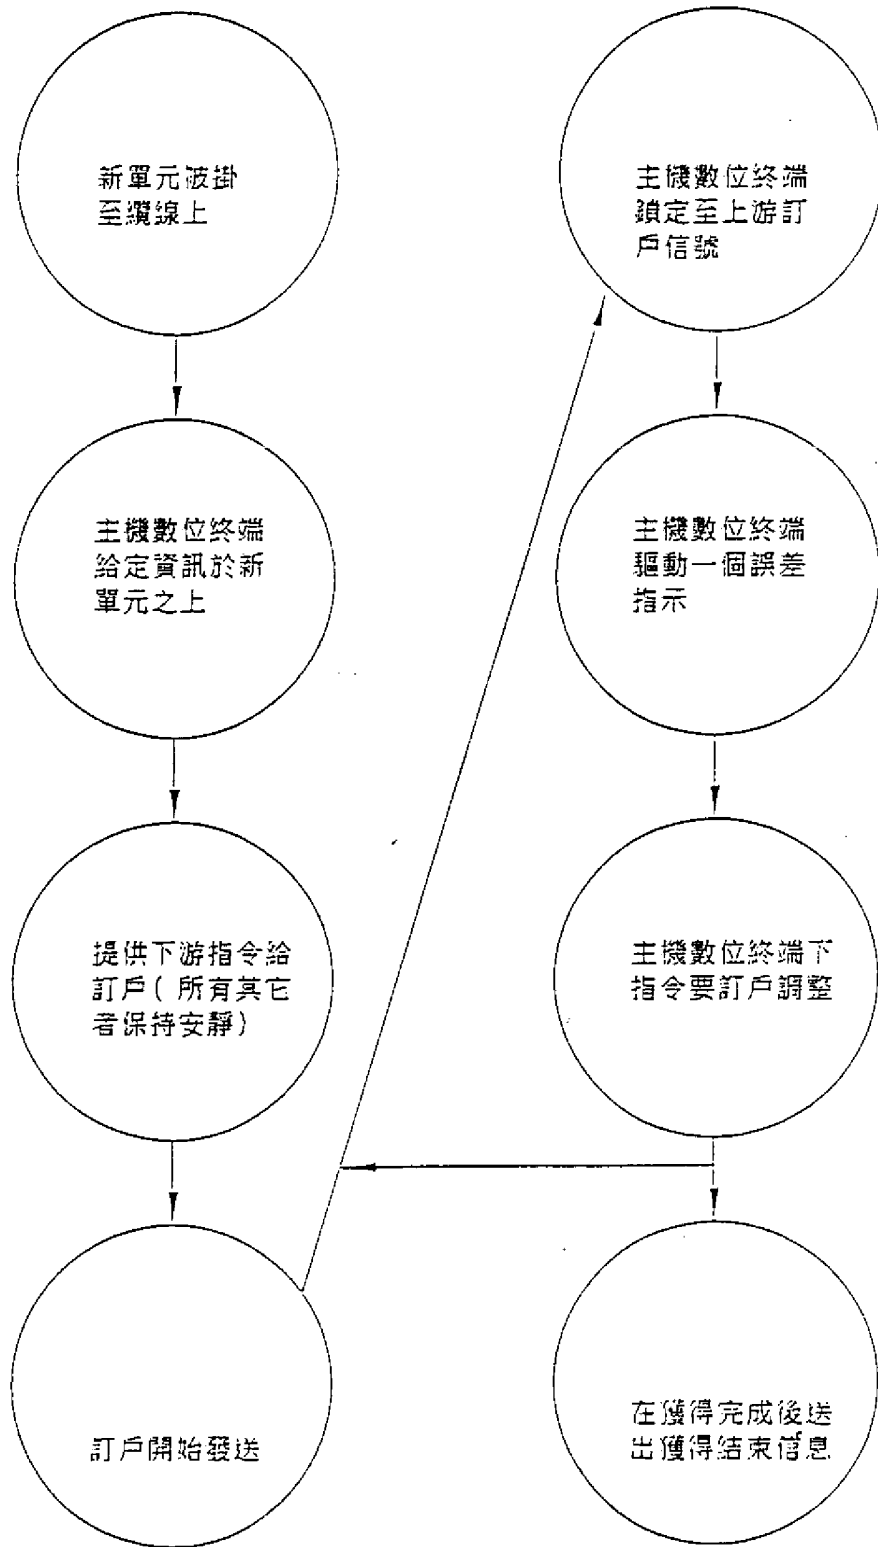 新單元被掛
至纜線上
主機數位終端
給定資訊於新
單元之上
提供下游指令給
訂戶(所有其它
者保持安靜)
訂戶開始發送
主機數位終端
鎖定至上游訂
戶信號
主機數位終端
驅動一個誤差
指示
主機數位終端下
指令要訂戶調整
在獲得完成後送
出獲得結束信息